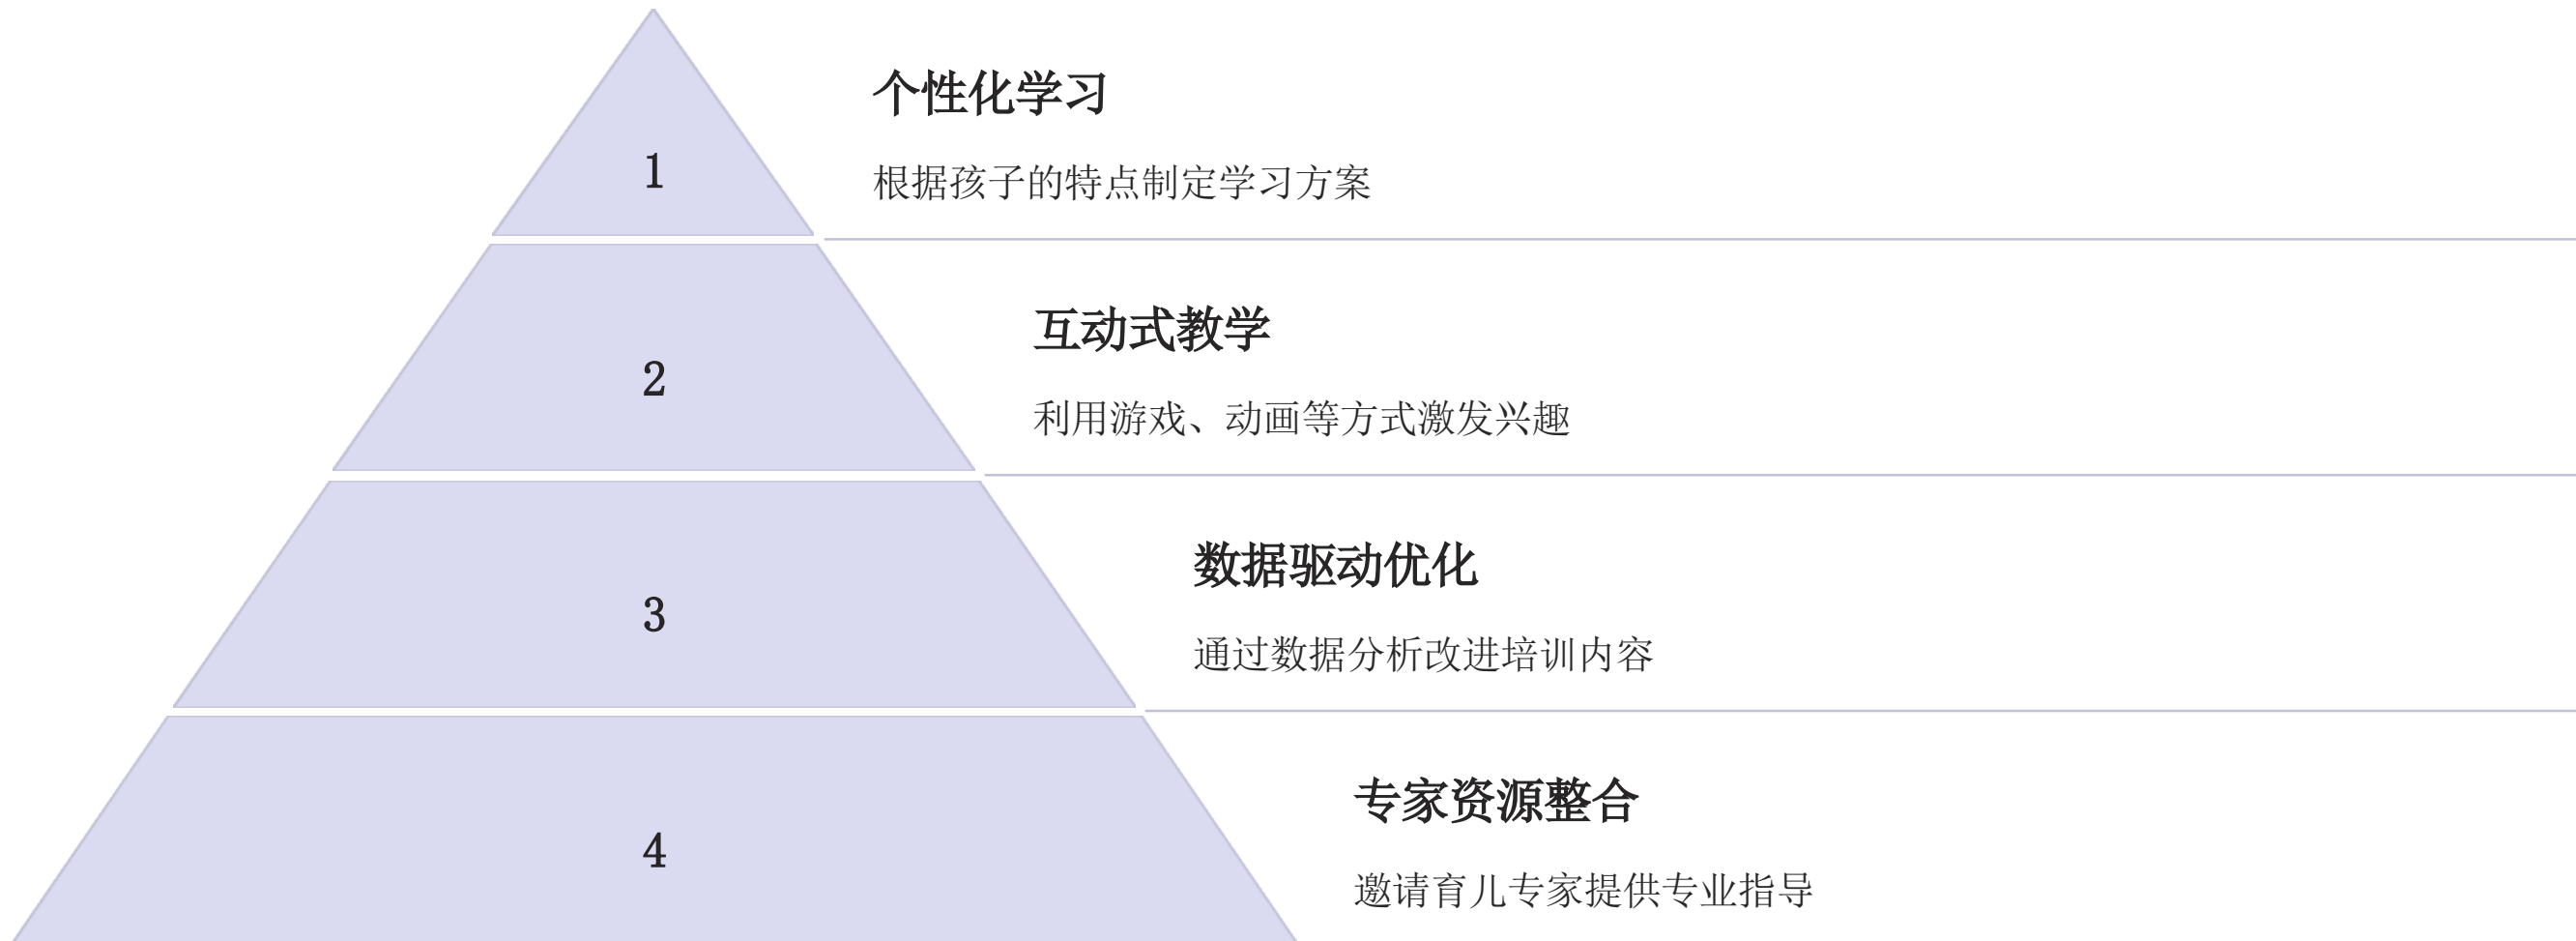 1
个性化学习
根据孩子的特点制定学习方案
2
互动式教学
利用游戏、动画等方式激发兴趣
3
数据驱动优化
通过数据分析改进培训内容
4
专家资源整合
邀请育儿专家提供专业指导